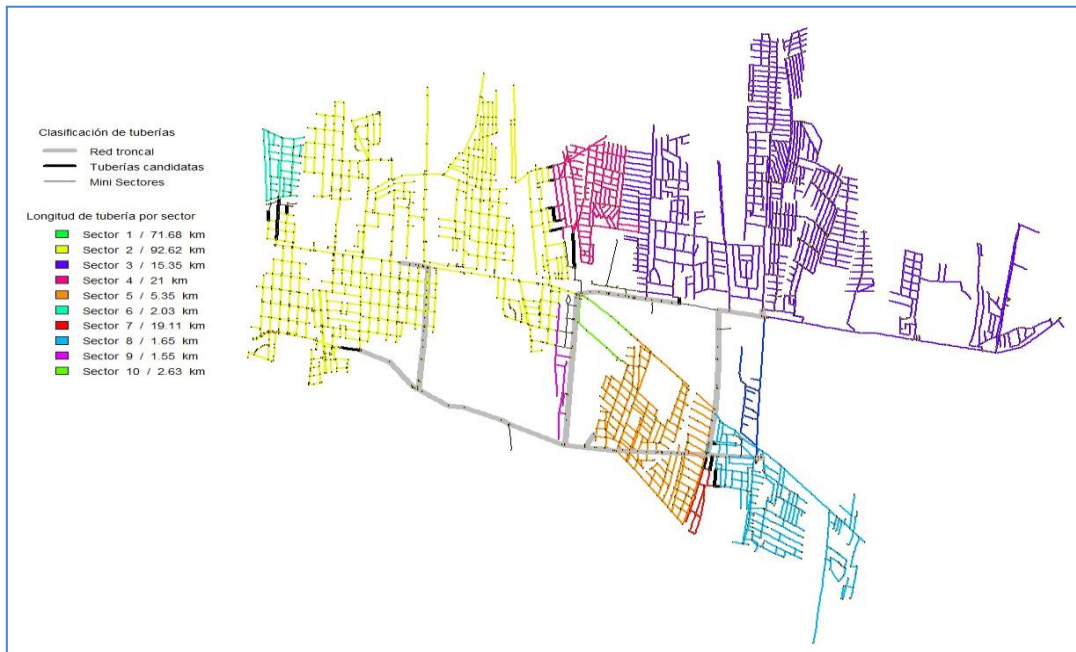 Clasificación de tuberías
Red troncal
Tuberías candidatas
Mini Sectores
Longitud de tubería por sector
Sector 1 / 71.68 km
Sector 2 / 92.62 km
Sector 3 / 15.35 km
Sector 4 / 21 km
Sector 5 / 5.35 km
Sector 6 / 2.03 km
Sector 7 / 19.11 km
Sector 8 / 1.65 km
Sector 9 / 1.55 km
Sector 10 / 2.63 km